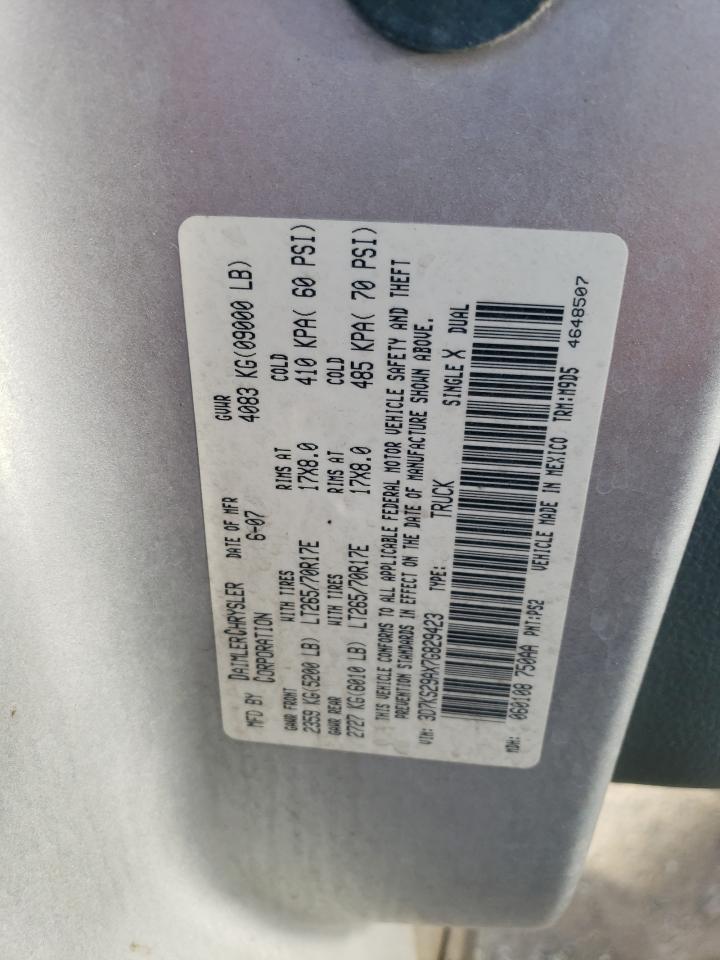 MFD BY DAIMLERCHRYSLER CORPORATION
DATE OF MFR 6-07
GVWR 4083 KG(09000 LB)
GAWR FRONT WITH TIRES RIMS AT COLD
2359 KG(5200 LB) LT265/70R17E 17X8.0 410 KPA( 60 PSI)
GAWR REAR WITH TIRES RIMS AT COLD
2727 KG(6010 LB) LT265/70R17E 17X8.0 485 KPA( 70 PSI)
THIS VEHICLE CONFORMS TO ALL APPLICABLE FEDERAL MOTOR VEHICLE SAFETY AND THEFT
PREVENTION STANDARDS IN EFFECT ON THE DATE OF MANUFACTURE SHOWN ABOVE.
VIN: 3D7KS29AX7G829423 TYPE: TRUCK SINGLE X DUAL
MDH: 060108 750AA PNT:PS2 VEHICLE MADE IN MEXICO TRM:M9D5 4648507